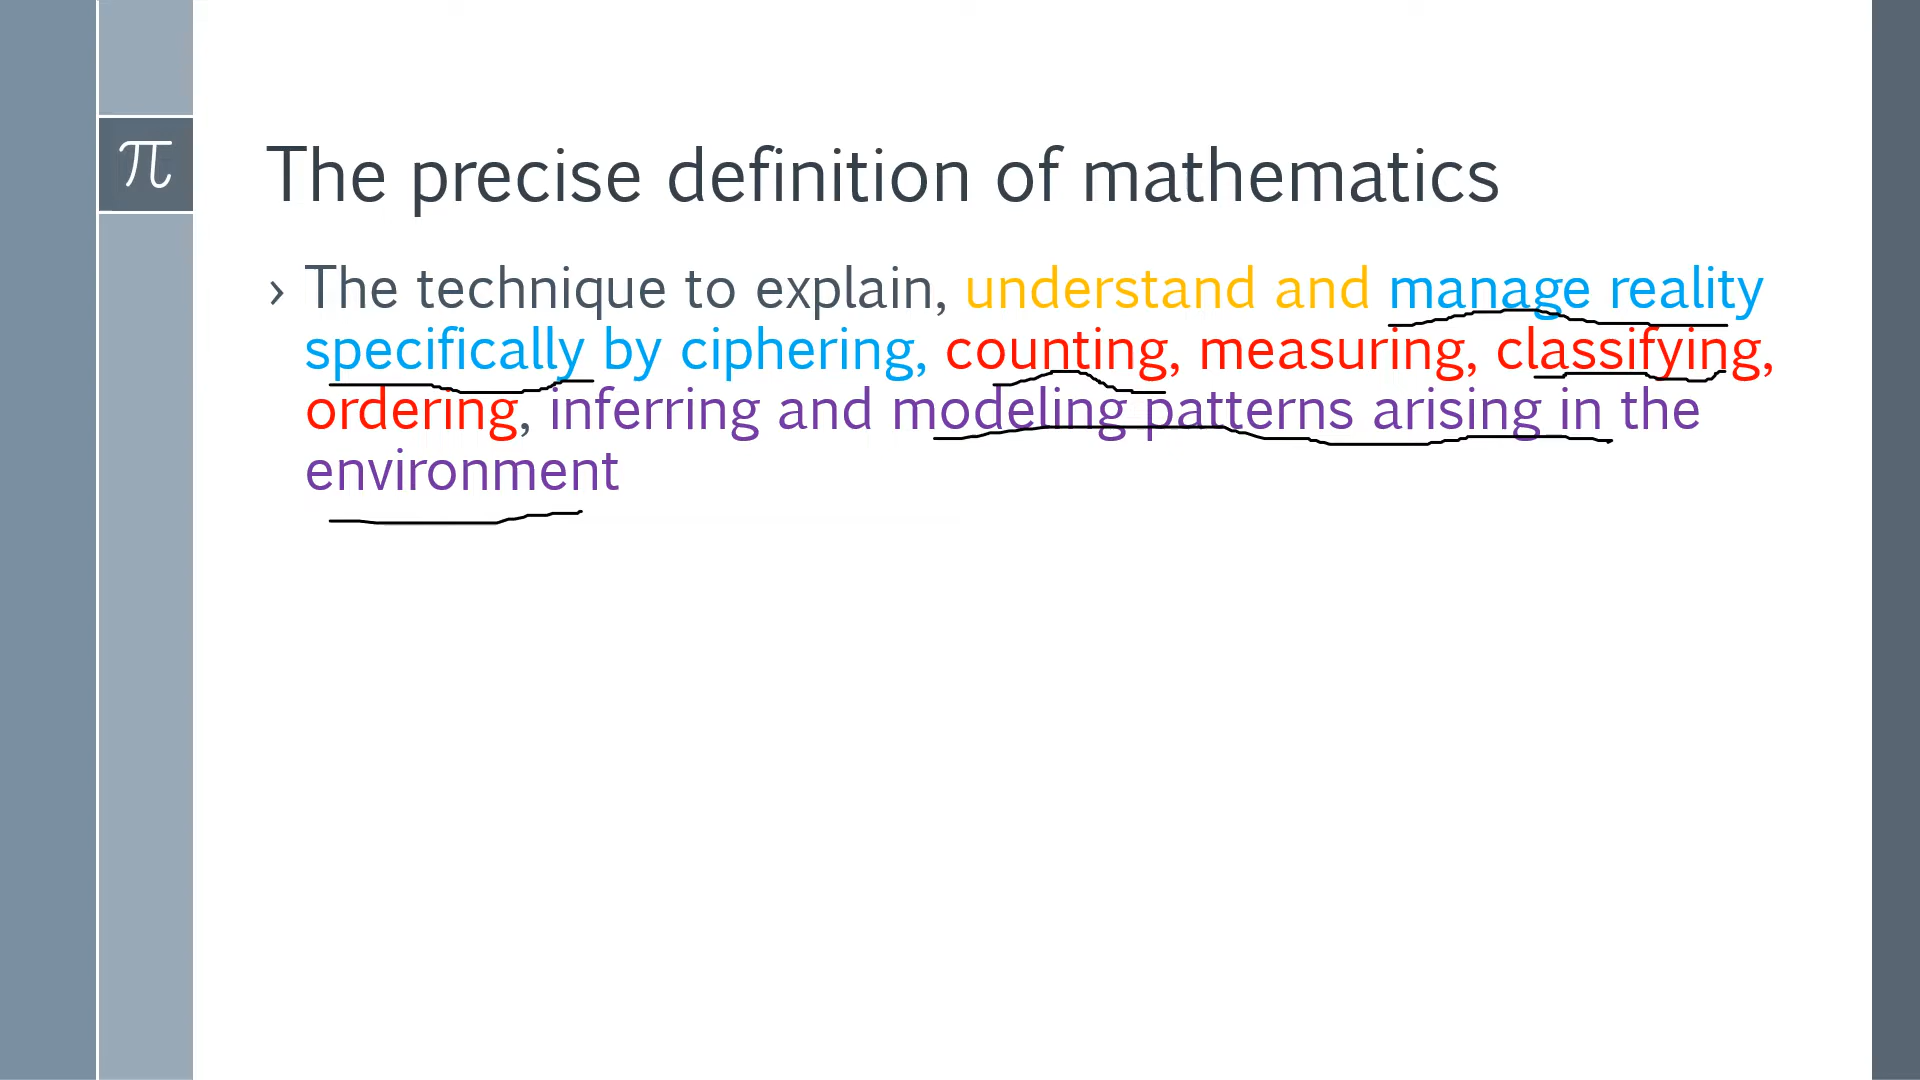 π
The precise definition of mathematics
› The technique to explain, understand and manage reality
specifically by ciphering, counting, measuring, classifying,
ordering, inferring and modeling patterns arising in the
environment